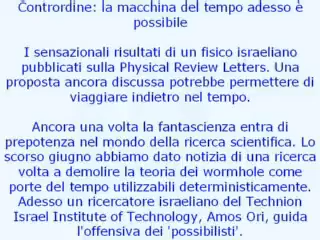 Contrordine: la macchina del tempo adesso è
possibile
I sensazionali risultati di un fisico israeliano
pubblicati sulla Physical Review Letters. Una
proposta ancora discussa potrebbe permettere di
viaggiare indietro nel tempo.
Ancora una volta la fantascienza entra di
prepotenza nel mondo della ricerca scientifica. Lo
scorso giugno abbiamo dato notizia di una ricerca
volta a demolire la teoria dei wormhole come
porte del tempo utilizzabili deterministicamente.
Adesso un ricercatore israeliano del Technion
Israel Institute of Technology, Amos Ori, guida
l'offensiva dei 'possibilisti'.